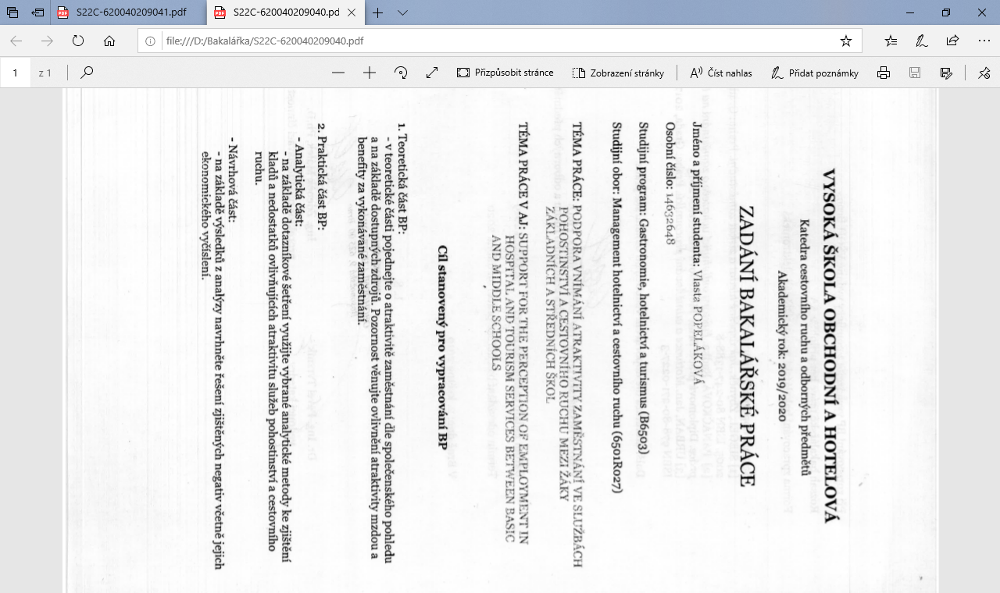 S22C-620040209041.pdf
S22C-620040209040.pd
file:///D:/Bakalářka/S22C-620040209040.pdf
1 z 1
Přizpůsobit stránce
Zobrazení stránky
Číst nahlas
Přidat poznámky
VYSOKÁ ŠKOLA OBCHODNÍ A HOTELOVÁ
Katedra cestovního ruchu a odborných předmětů
Akademický rok: 2019/2020
ZADÁNÍ BAKALÁŘSKÉ PRÁCE
Jméno a příjmení studenta: Vlasta POPELÁKOVÁ
Osobní číslo: 14632648
Studijní program: Gastronomie, hotelnictví a turismus (B6503)
Studijní obor: Management hotelnictví a cestovního ruchu (6501R027)
TÉMA PRÁCE: PODPORA VNÍMÁNÍ ATRAKTIVITY ZAMĚSTNÁNÍ VE SLUŽBÁCH
POHOSTINSTVÍ A CESTOVNÍHO RUCHU MEZI ŽÁKY
ZÁKLADNÍCH A STŘEDNÍCH ŠKOL
TÉMA PRÁCE V AJ: SUPPORT FOR THE PERCEPTION OF EMPLOYMENT IN
HOSPITAL AND TOURISM SERVICES BETWEEN BASIC
AND MIDDLE SCHOOLS
Cíl stanovený pro vypracování BP
1. Teoretická část BP:
- v teoretické části pojednejte o atraktivitě zaměstnání dle společenského pohledu
a na základě dostupných zdrojů. Pozornost věnujte ovlivnění atraktivity mzdou a
benefity za vykonávané zaměstnání.
2. Praktická část BP:
- Analytická část:
- na základě dotazníkové šetření využijte vybrané analytické metody ke zjištění
kladů a nedostatků ovlivňujících atraktivitu služeb pohostinství a cestovního
ruchu.
- Návrhová část:
- na základě výsledků z analýzy navrhněte řešení zjištěných negativ včetně jejich
ekonomického vyčíslení.